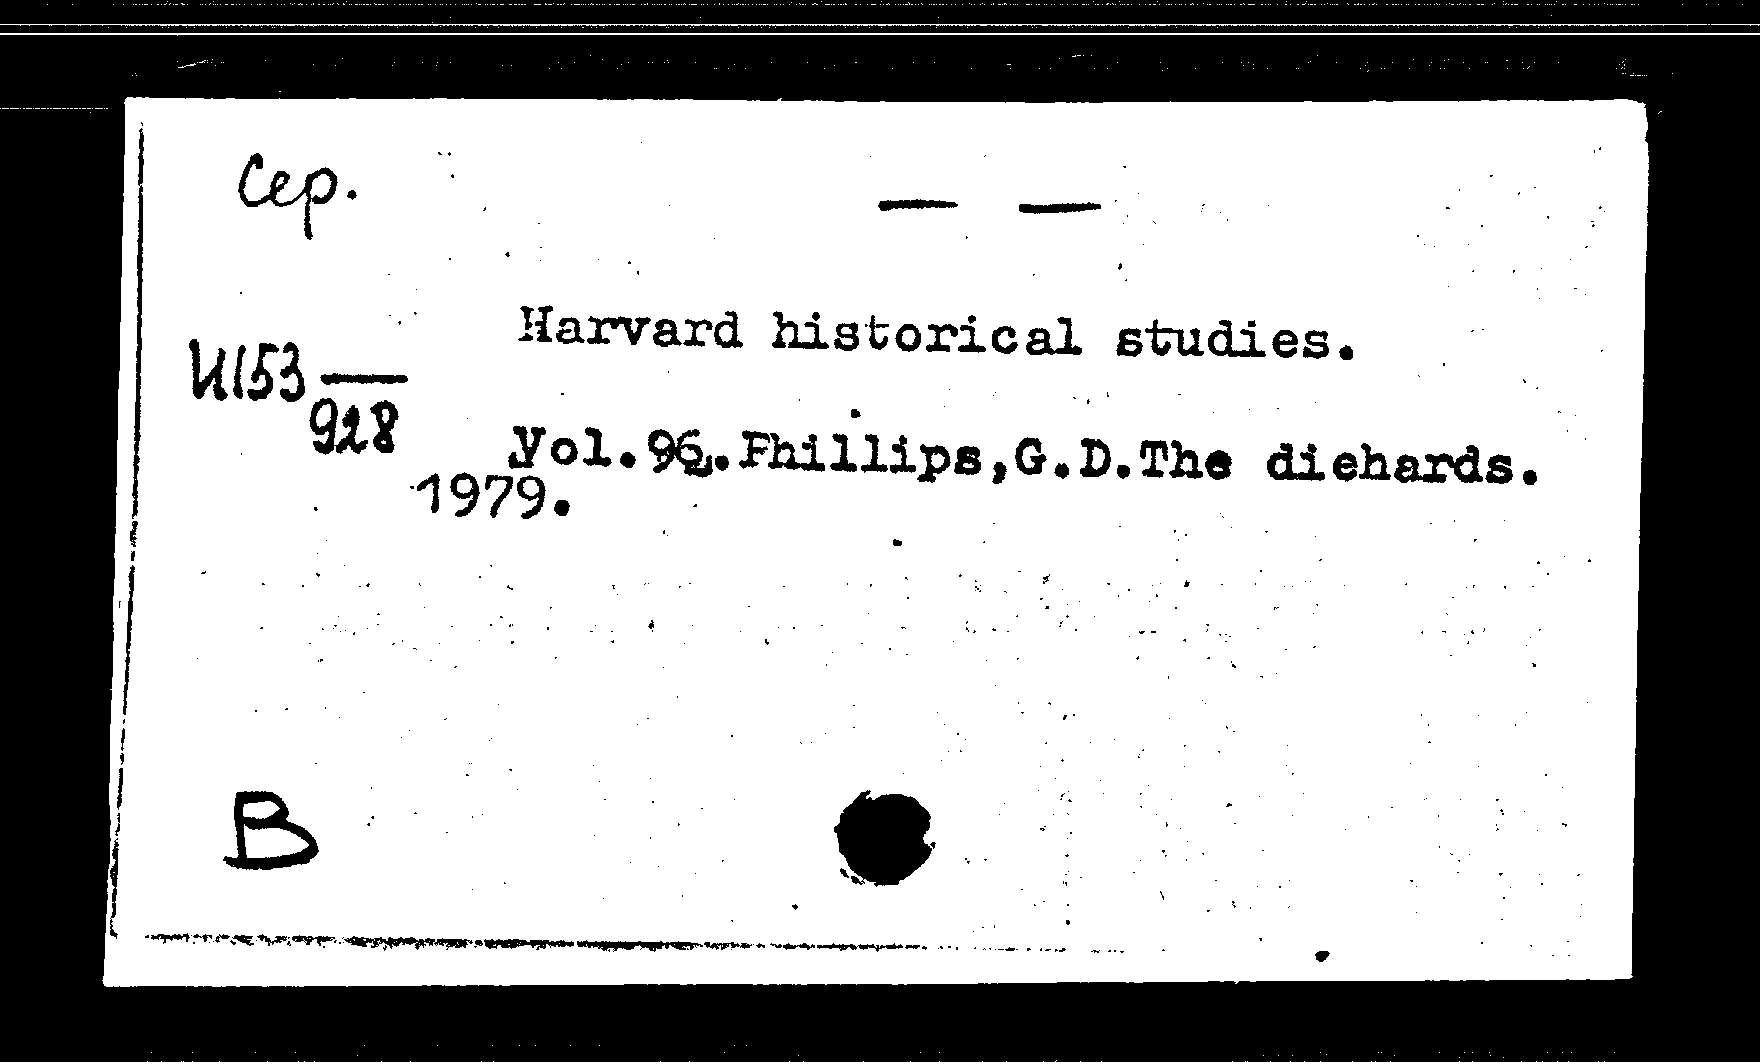 Сер.
— —
Harvard historical studies.
И153 —
928
Vol.96.Phillips,G.D.The diehards.
1979.
В